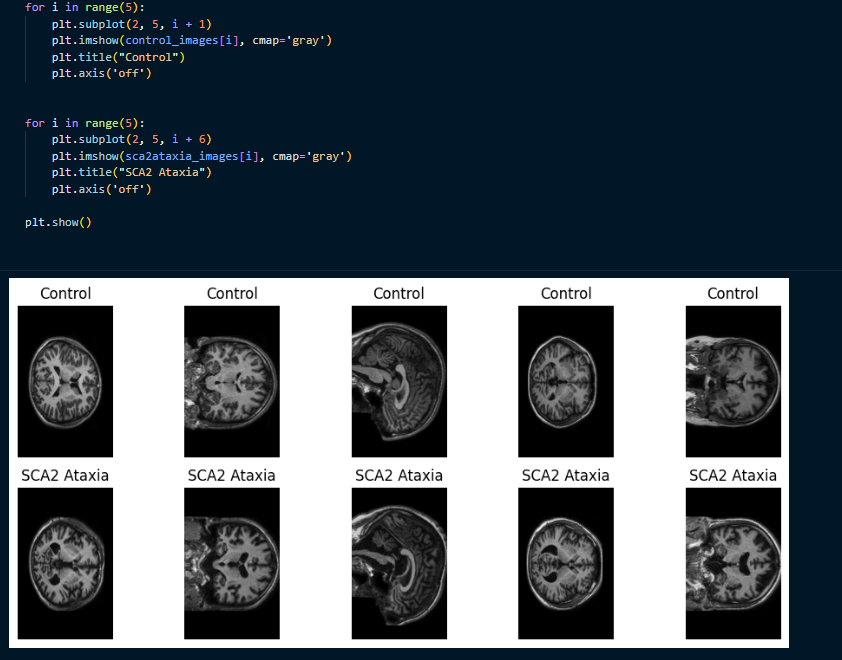 for i in range(5):
    plt.subplot(2, 5, i + 1)
    plt.imshow(control_images[i], cmap='gray')
    plt.title("Control")
    plt.axis('off')
for i in range(5):
    plt.subplot(2, 5, i + 6)
    plt.imshow(sca2ataxia_images[i], cmap='gray')
    plt.title("SCA2 Ataxia")
    plt.axis('off')
plt.show()
Control Control Control Control Control
SCA2 Ataxia SCA2 Ataxia SCA2 Ataxia SCA2 Ataxia SCA2 Ataxia